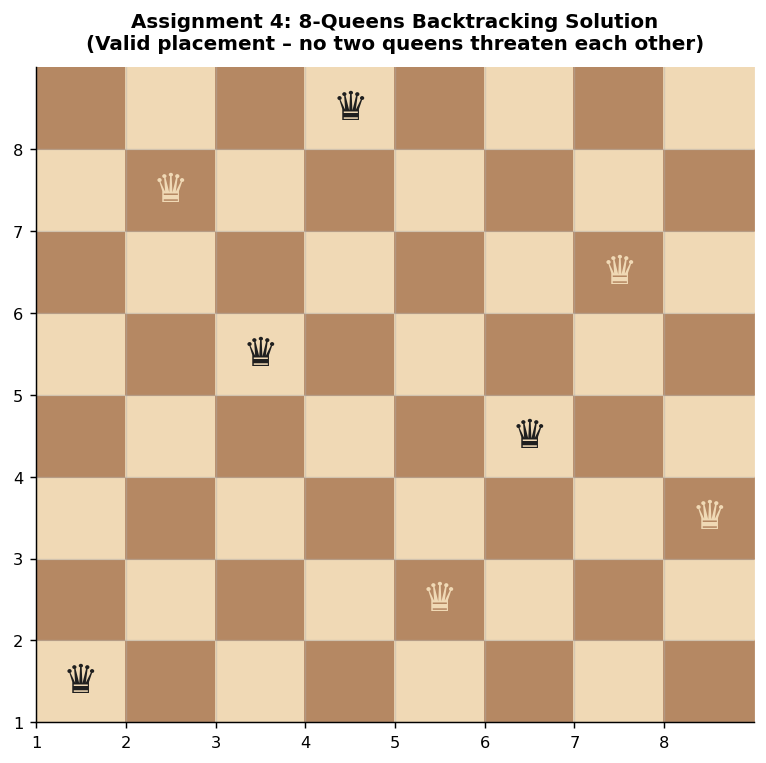 Assignment 4: 8-Queens Backtracking Solution
(Valid placement – no two queens threaten each other)
8
7
6
5
4
3
2
1
1 2 3 4 5 6 7 8